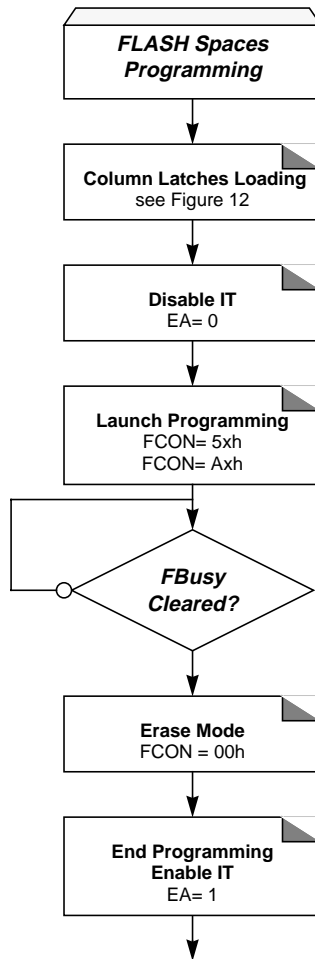 FLASH Spaces
Programming
Column Latches Loading
see Figure 12
Disable IT
EA= 0
Launch Programming
FCON= 5xh
FCON= Axh
FBusy
Cleared?
Erase Mode
FCON = 00h
End Programming
Enable IT
EA= 1